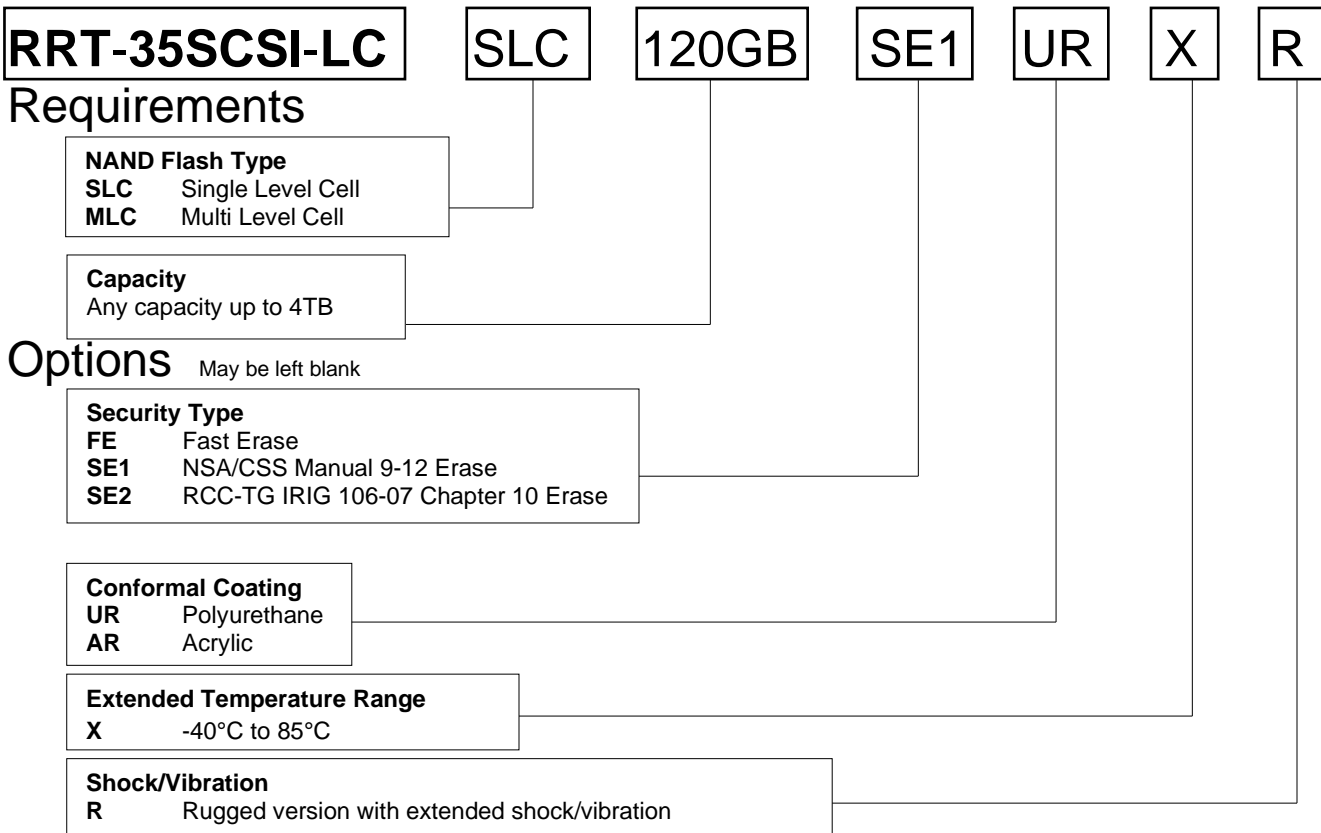 RRT-35SCSI-LC SLC 120GB SE1 UR X R
Requirements
NAND Flash Type
SLC Single Level Cell
MLC Multi Level Cell
Capacity
Any capacity up to 4TB
Options May be left blank
Security Type
FE Fast Erase
SE1 NSA/CSS Manual 9-12 Erase
SE2 RCC-TG IRIG 106-07 Chapter 10 Erase
Conformal Coating
UR Polyurethane
AR Acrylic
Extended Temperature Range
X -40°C to 85°C
Shock/Vibration
R Rugged version with extended shock/vibration